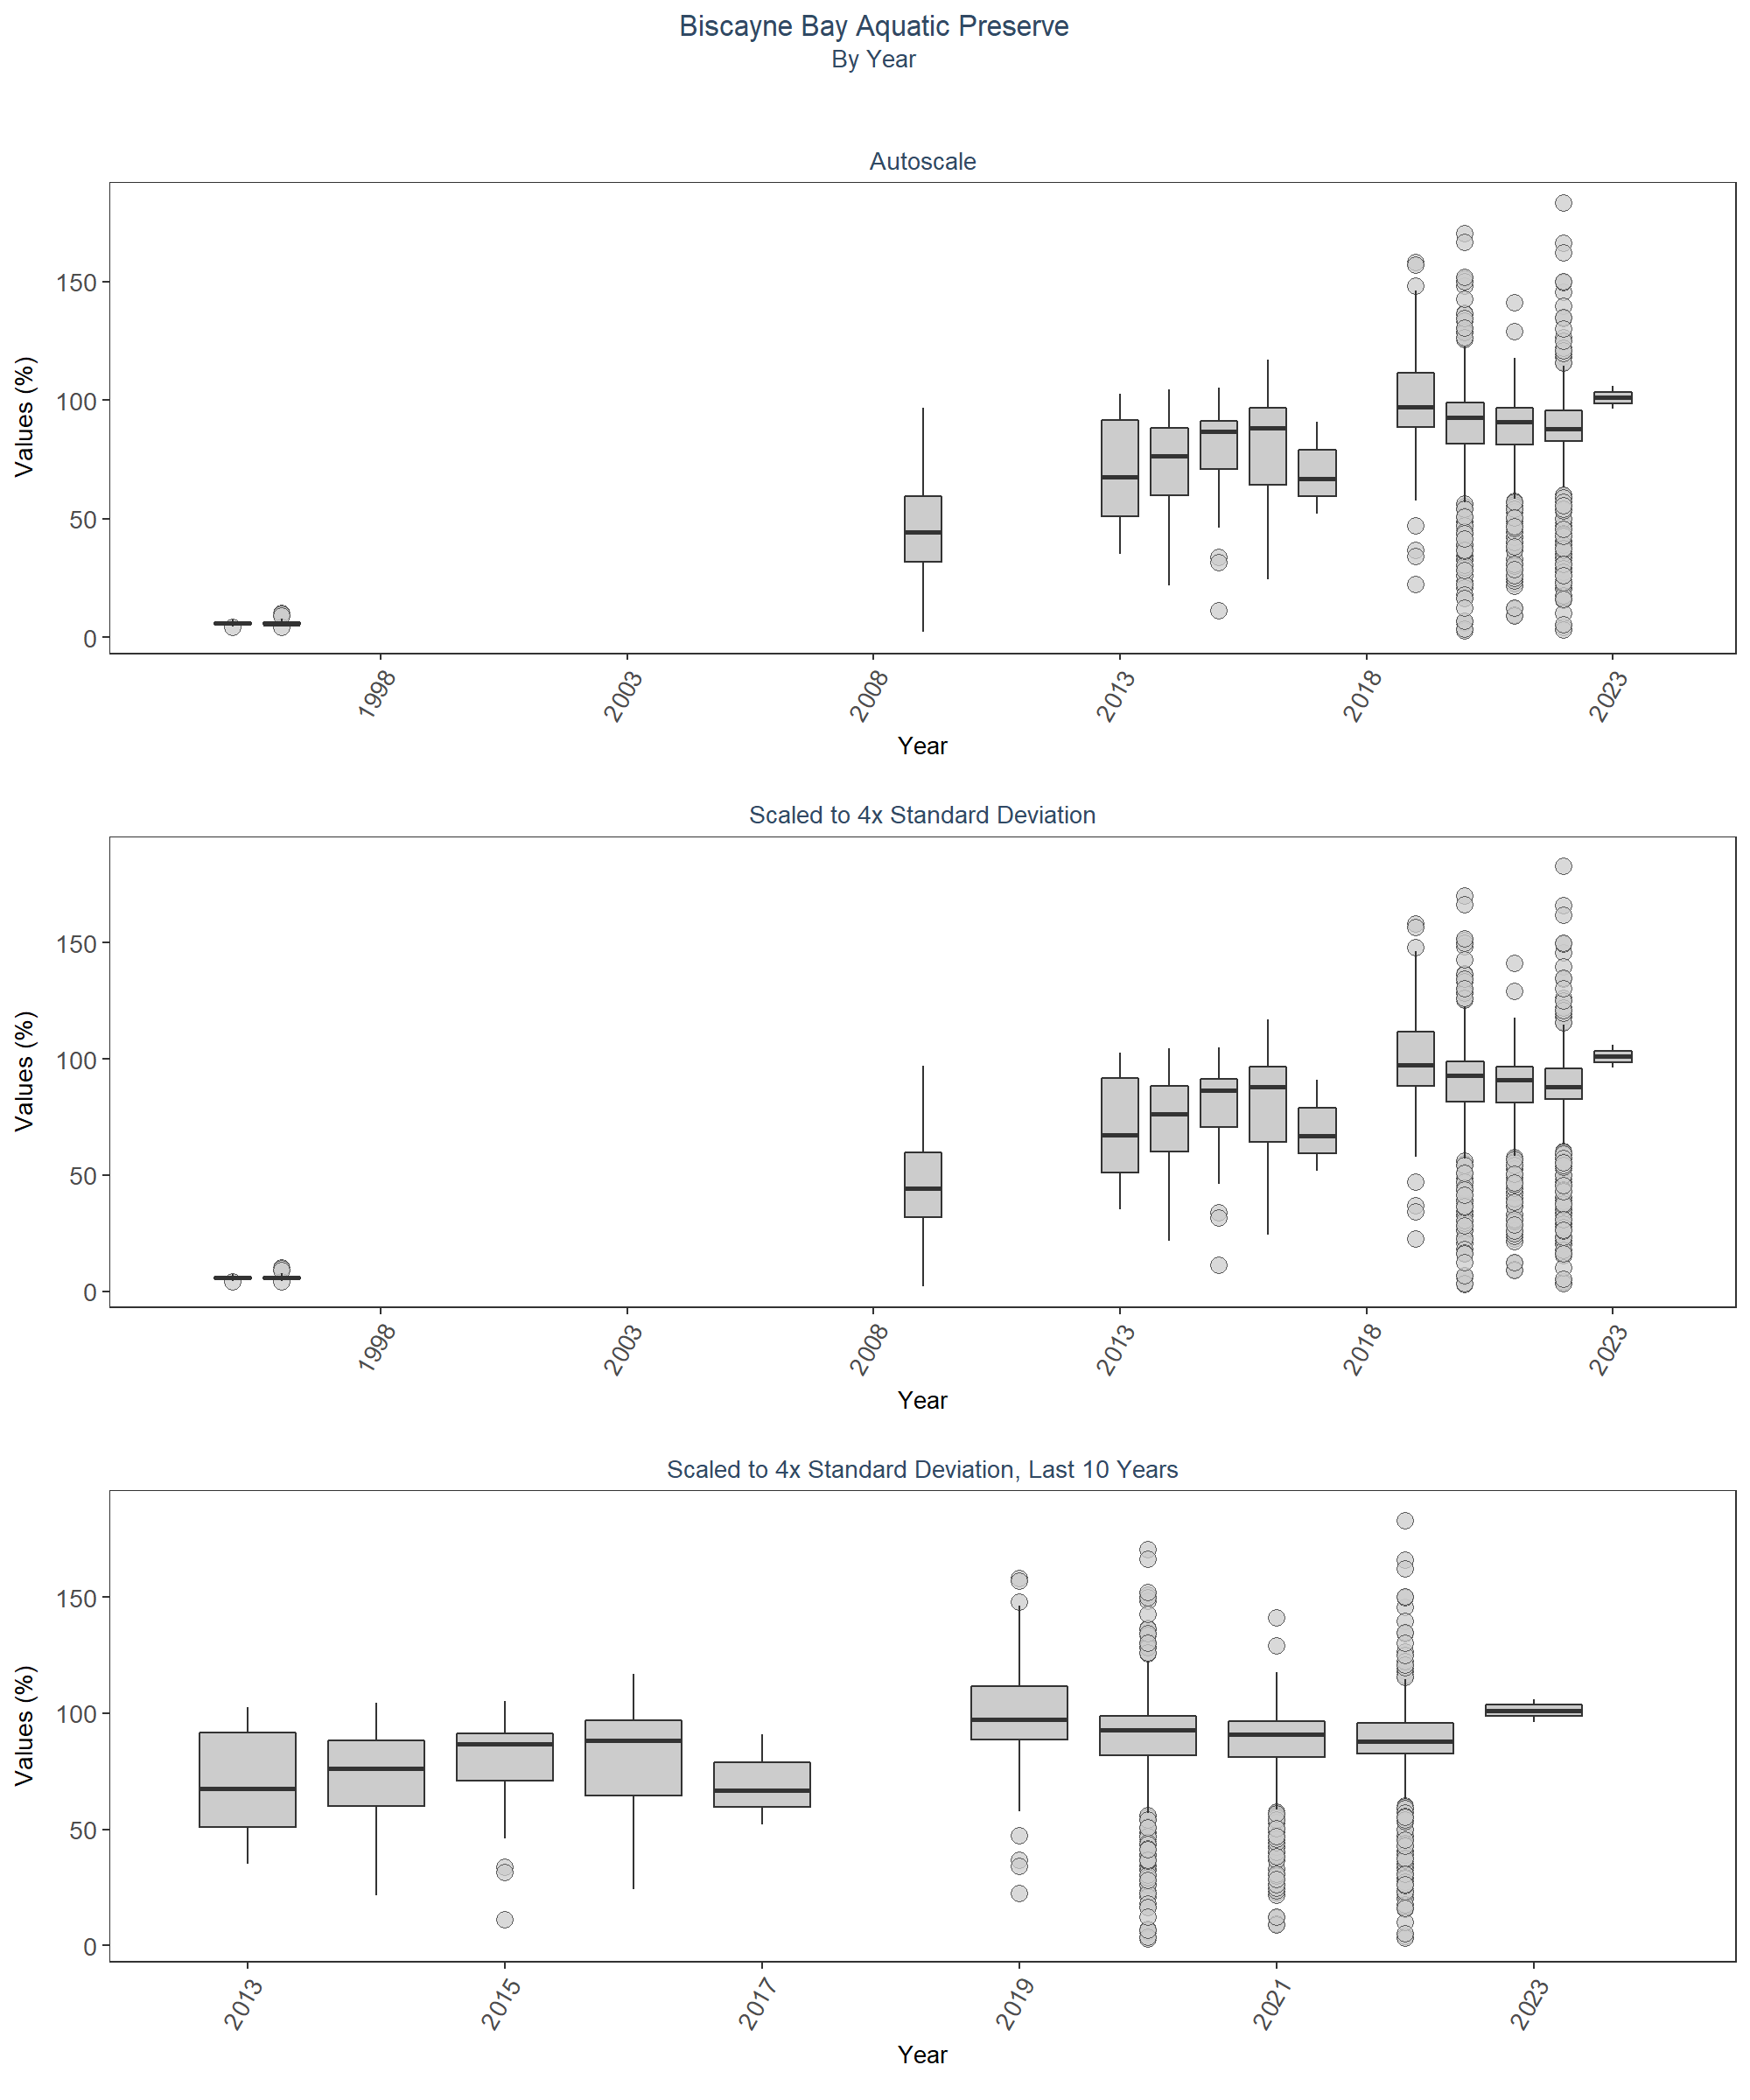 Biscayne Bay Aquatic Preserve
By Year
Autoscale
Values (%)
150
100
50
0
1998
2003
2008
2013
2018
2023
Year
Scaled to 4x Standard Deviation
Values (%)
150
100
50
0
1998
2003
2008
2013
2018
2023
Year
Scaled to 4x Standard Deviation, Last 10 Years
Values (%)
150
100
50
0
2013
2015
2017
2019
2021
2023
Year